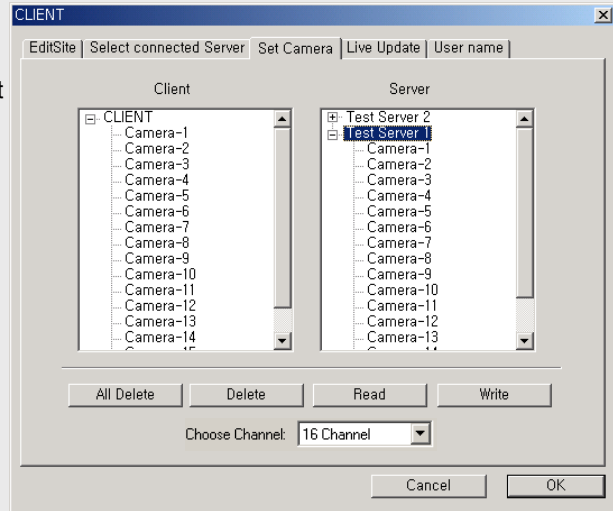 CLIENT
EditSite Select connected Server Set Camera Live Update User name
t
Client
CLIENT
Camera-1
Camera-2
Camera-3
Camera-4
Camera-5
Camera-6
Camera-7
Camera-8
Camera-9
Camera-10
Camera-11
Camera-12
Camera-13
Camera-14
Server
Test Server 2
Test Server 1
Camera-1
Camera-2
Camera-3
Camera-4
Camera-5
Camera-6
Camera-7
Camera-8
Camera-9
Camera-10
Camera-11
Camera-12
Camera-13
All Delete Delete Read Write
Choose Channel: 16 Channel
Cancel OK